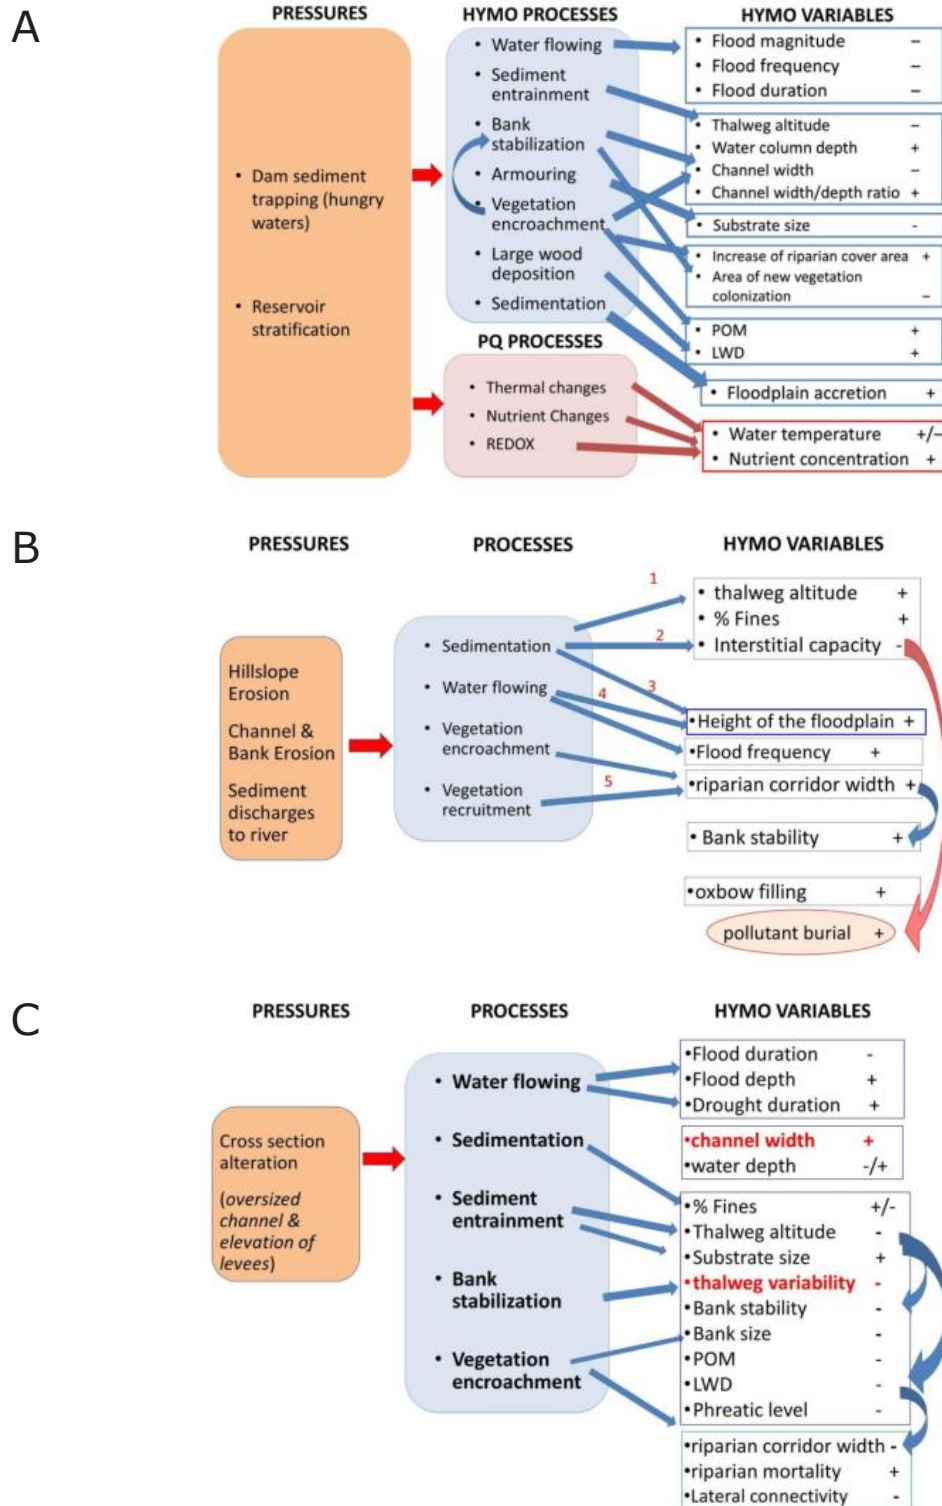 A
PRESSURES
HYMO PROCESSES
HYMO VARIABLES
• Dam sediment
trapping (hungry
waters)
• Reservoir
stratification
• Water flowing
• Sediment
entrainment
• Bank
stabilization
• Armouring
• Vegetation
encroachment
• Large wood
deposition
• Sedimentation
PQ PROCESSES
• Thermal changes
• Nutrient Changes
• REDOX
• Flood magnitude –
• Flood frequency –
• Flood duration –
• Thalweg altitude –
• Water column depth +
• Channel width –
• Channel width/depth ratio +
• Substrate size -
• Increase of riparian cover area +
• Area of new vegetation
colonization –
• POM +
• LWD +
• Floodplain accretion +
• Water temperature +/–
• Nutrient concentration +
B
PRESSURES
PROCESSES
HYMO VARIABLES
Hillslope
Erosion
Channel &
Bank Erosion
Sediment
discharges
to river
• Sedimentation
• Water flowing
• Vegetation
encroachment
• Vegetation
recruitment
1
2
3
4
5
• thalweg altitude +
• % Fines +
• Interstitial capacity -
•Height of the floodplain +
•Flood frequency +
•riparian corridor width +
• Bank stability +
•oxbow filling +
pollutant burial +
C
PRESSURES
PROCESSES
HYMO VARIABLES
Cross section
alteration
(oversized
channel &
elevation of
levees)
• Water flowing
• Sedimentation
• Sediment
entrainment
• Bank
stabilization
• Vegetation
encroachment
•Flood duration -
•Flood depth +
•Drought duration +
•channel width +
•water depth -/+
•% Fines +/-
•Thalweg altitude -
•Substrate size +
•thalweg variability -
•Bank stability -
•Bank size -
•POM -
•LWD -
•Phreatic level -
•riparian corridor width -
•riparian mortality +
•Lateral connectivity -